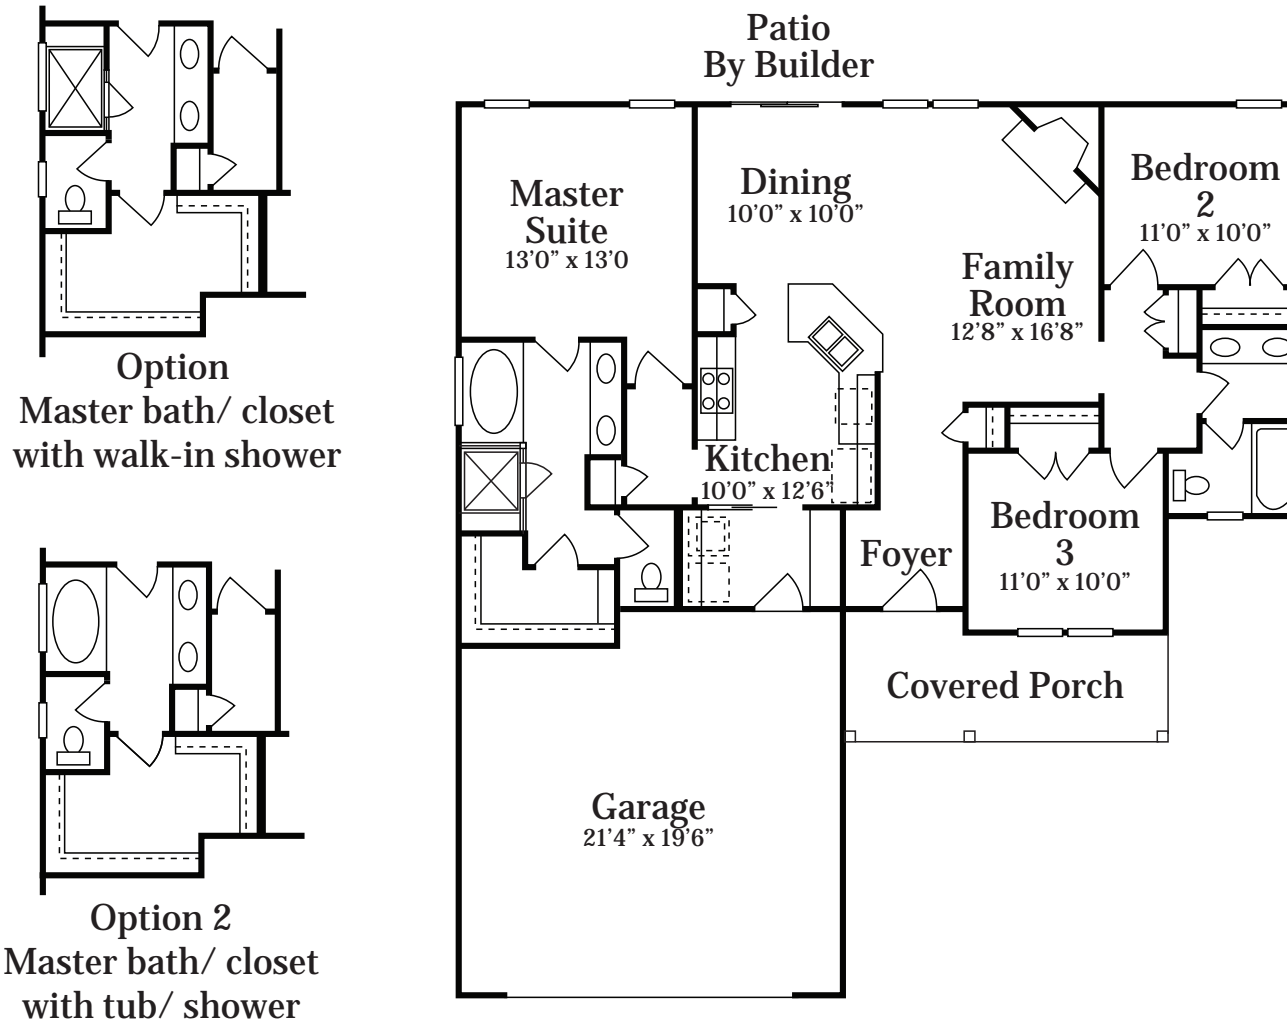 Patio
By Builder
Master
Suite
13’0” x 13’0
Dining
10’0” x 10’0”
Bedroom
2
11’0” x 10’0”
Family
Room
12’8” x 16’8”
Kitchen
10’0” x 12’6”
Foyer
Bedroom
3
11’0” x 10’0”
Covered Porch
Garage
21’4” x 19’6”
Option
Master bath/ closet
with walk-in shower
Option 2
Master bath/ closet
with tub/ shower